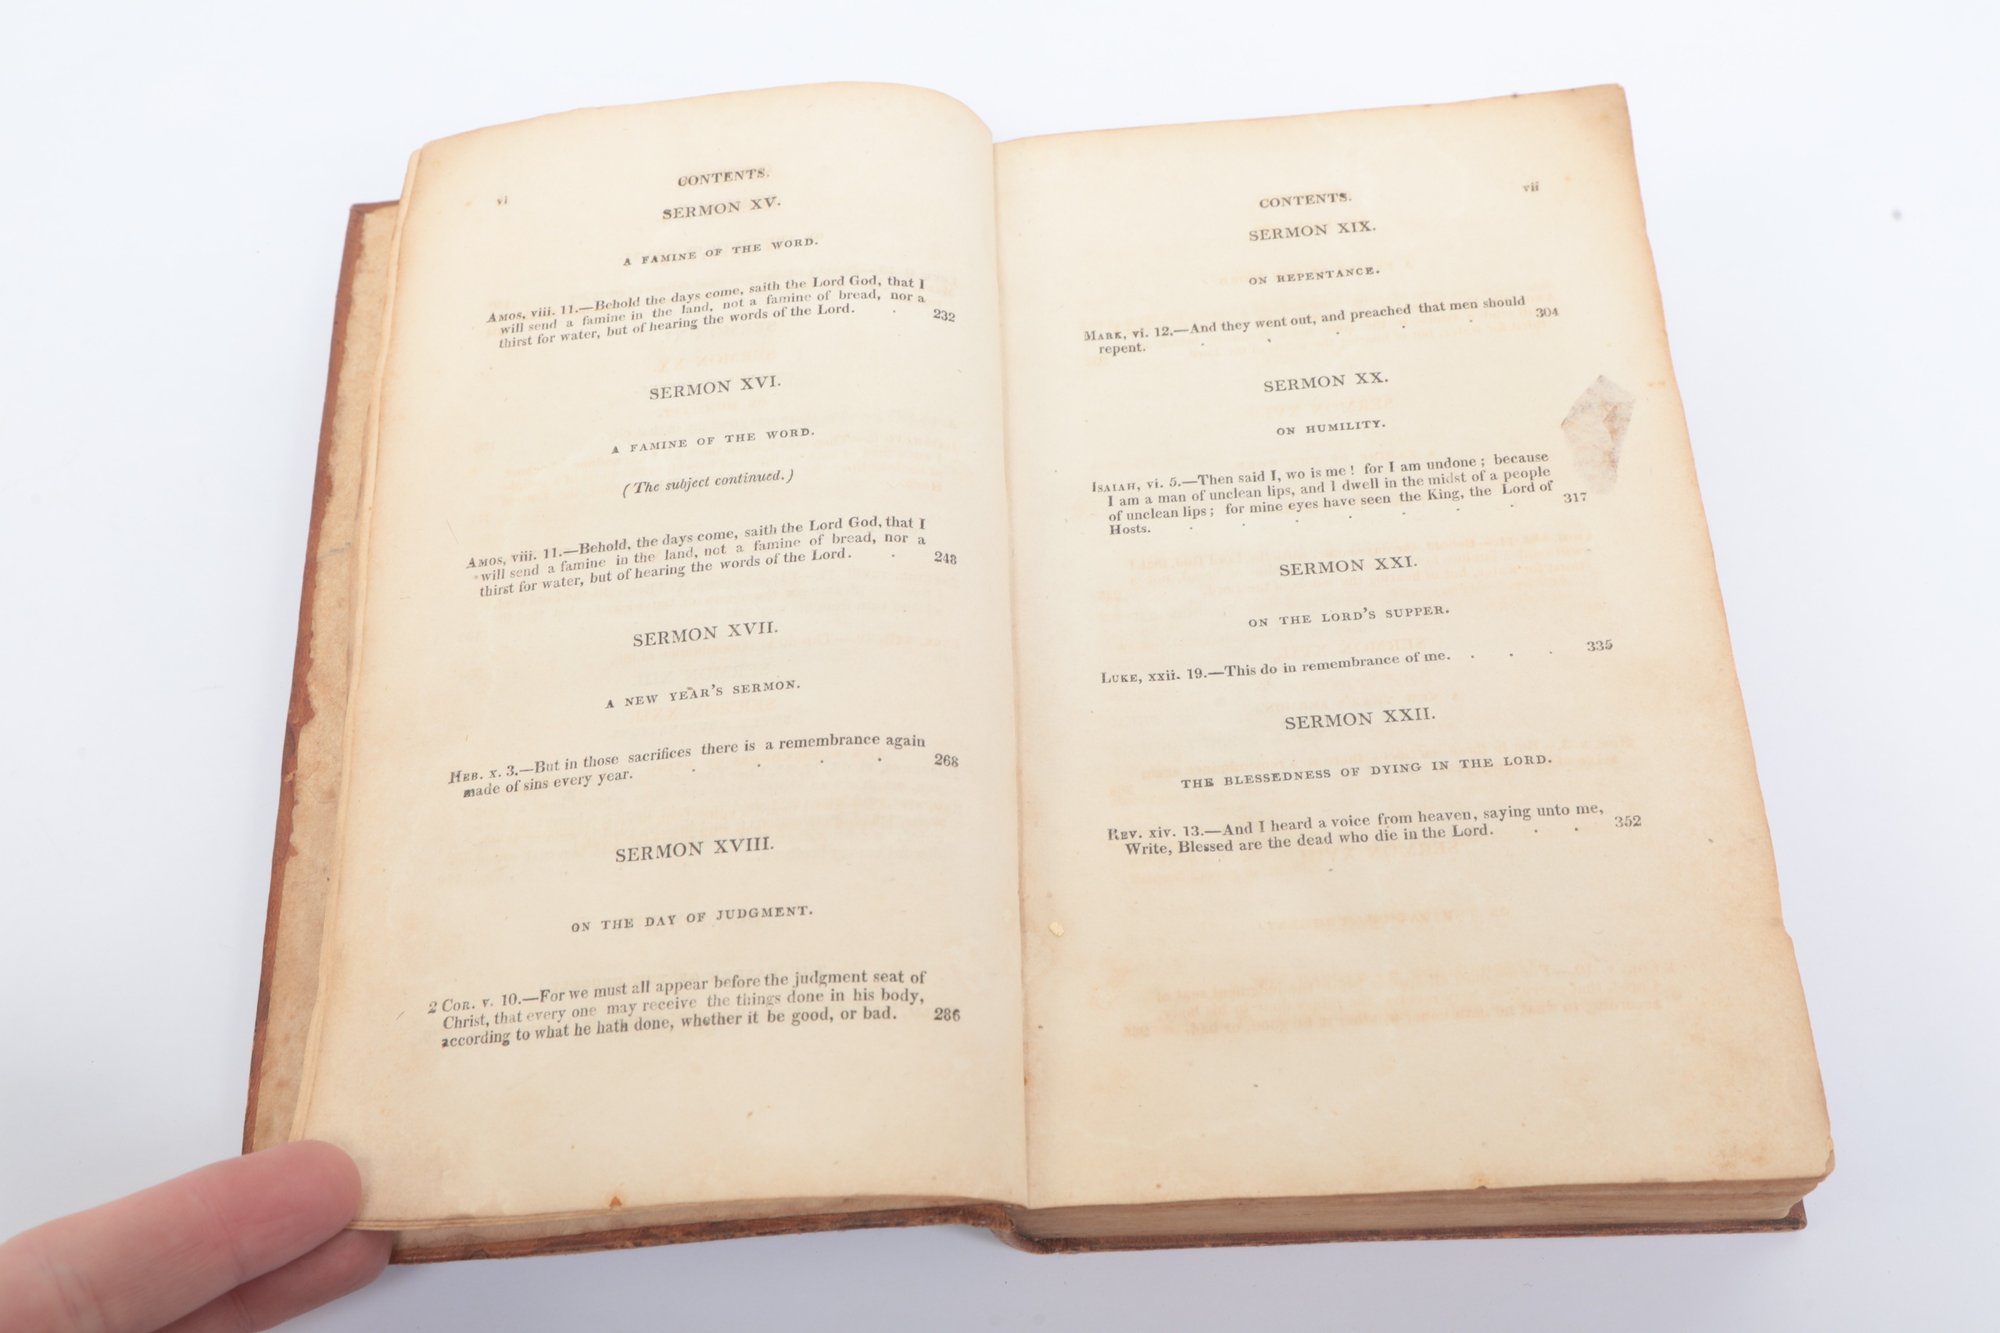 vi
CONTENTS.
SERMON XV.
A FAMINE OF THE WORD.
AMOS, viii. 11.—Behold the days come, saith the Lord God, that I
will send a famine in the land, not a famine of bread, nor a
thirst for water, but of hearing the words of the Lord. . 232
SERMON XVI.
A FAMINE OF THE WORD.
(The subject continued.)
AMOS, viii. 11.—Behold, the days come, saith the Lord God, that I
will send a famine in the land, not a famine of bread, nor a
thirst for water, but of hearing the words of the Lord. . 248
SERMON XVII.
A NEW YEAR'S SERMON.
HEB. x. 3.—But in those sacrifices there is a remembrance again
made of sins every year. . . . . 268
SERMON XVIII.
ON THE DAY OF JUDGMENT.
2 COR. v. 10.—For we must all appear before the judgment seat of
Christ, that every one may receive the things done in his body,
according to what he hath done, whether it be good, or bad. 286
CONTENTS. vii
SERMON XIX.
ON REPENTANCE.
MARK, vi. 12.—And they went out, and preached that men should
repent. . . . . . . 304
SERMON XX.
ON HUMILITY.
ISAIAH, vi. 5.—Then said I, wo is me! for I am undone; because
I am a man of unclean lips, and I dwell in the midst of a people
of unclean lips; for mine eyes have seen the King, the Lord of
Hosts. . . . . . . . 317
SERMON XXI.
ON THE LORD'S SUPPER.
LUKE, xxii. 19.—This do in remembrance of me. . . . 335
SERMON XXII.
THE BLESSEDNESS OF DYING IN THE LORD.
REV. xiv. 13.—And I heard a voice from heaven, saying unto me,
Write, Blessed are the dead who die in the Lord. . . 352